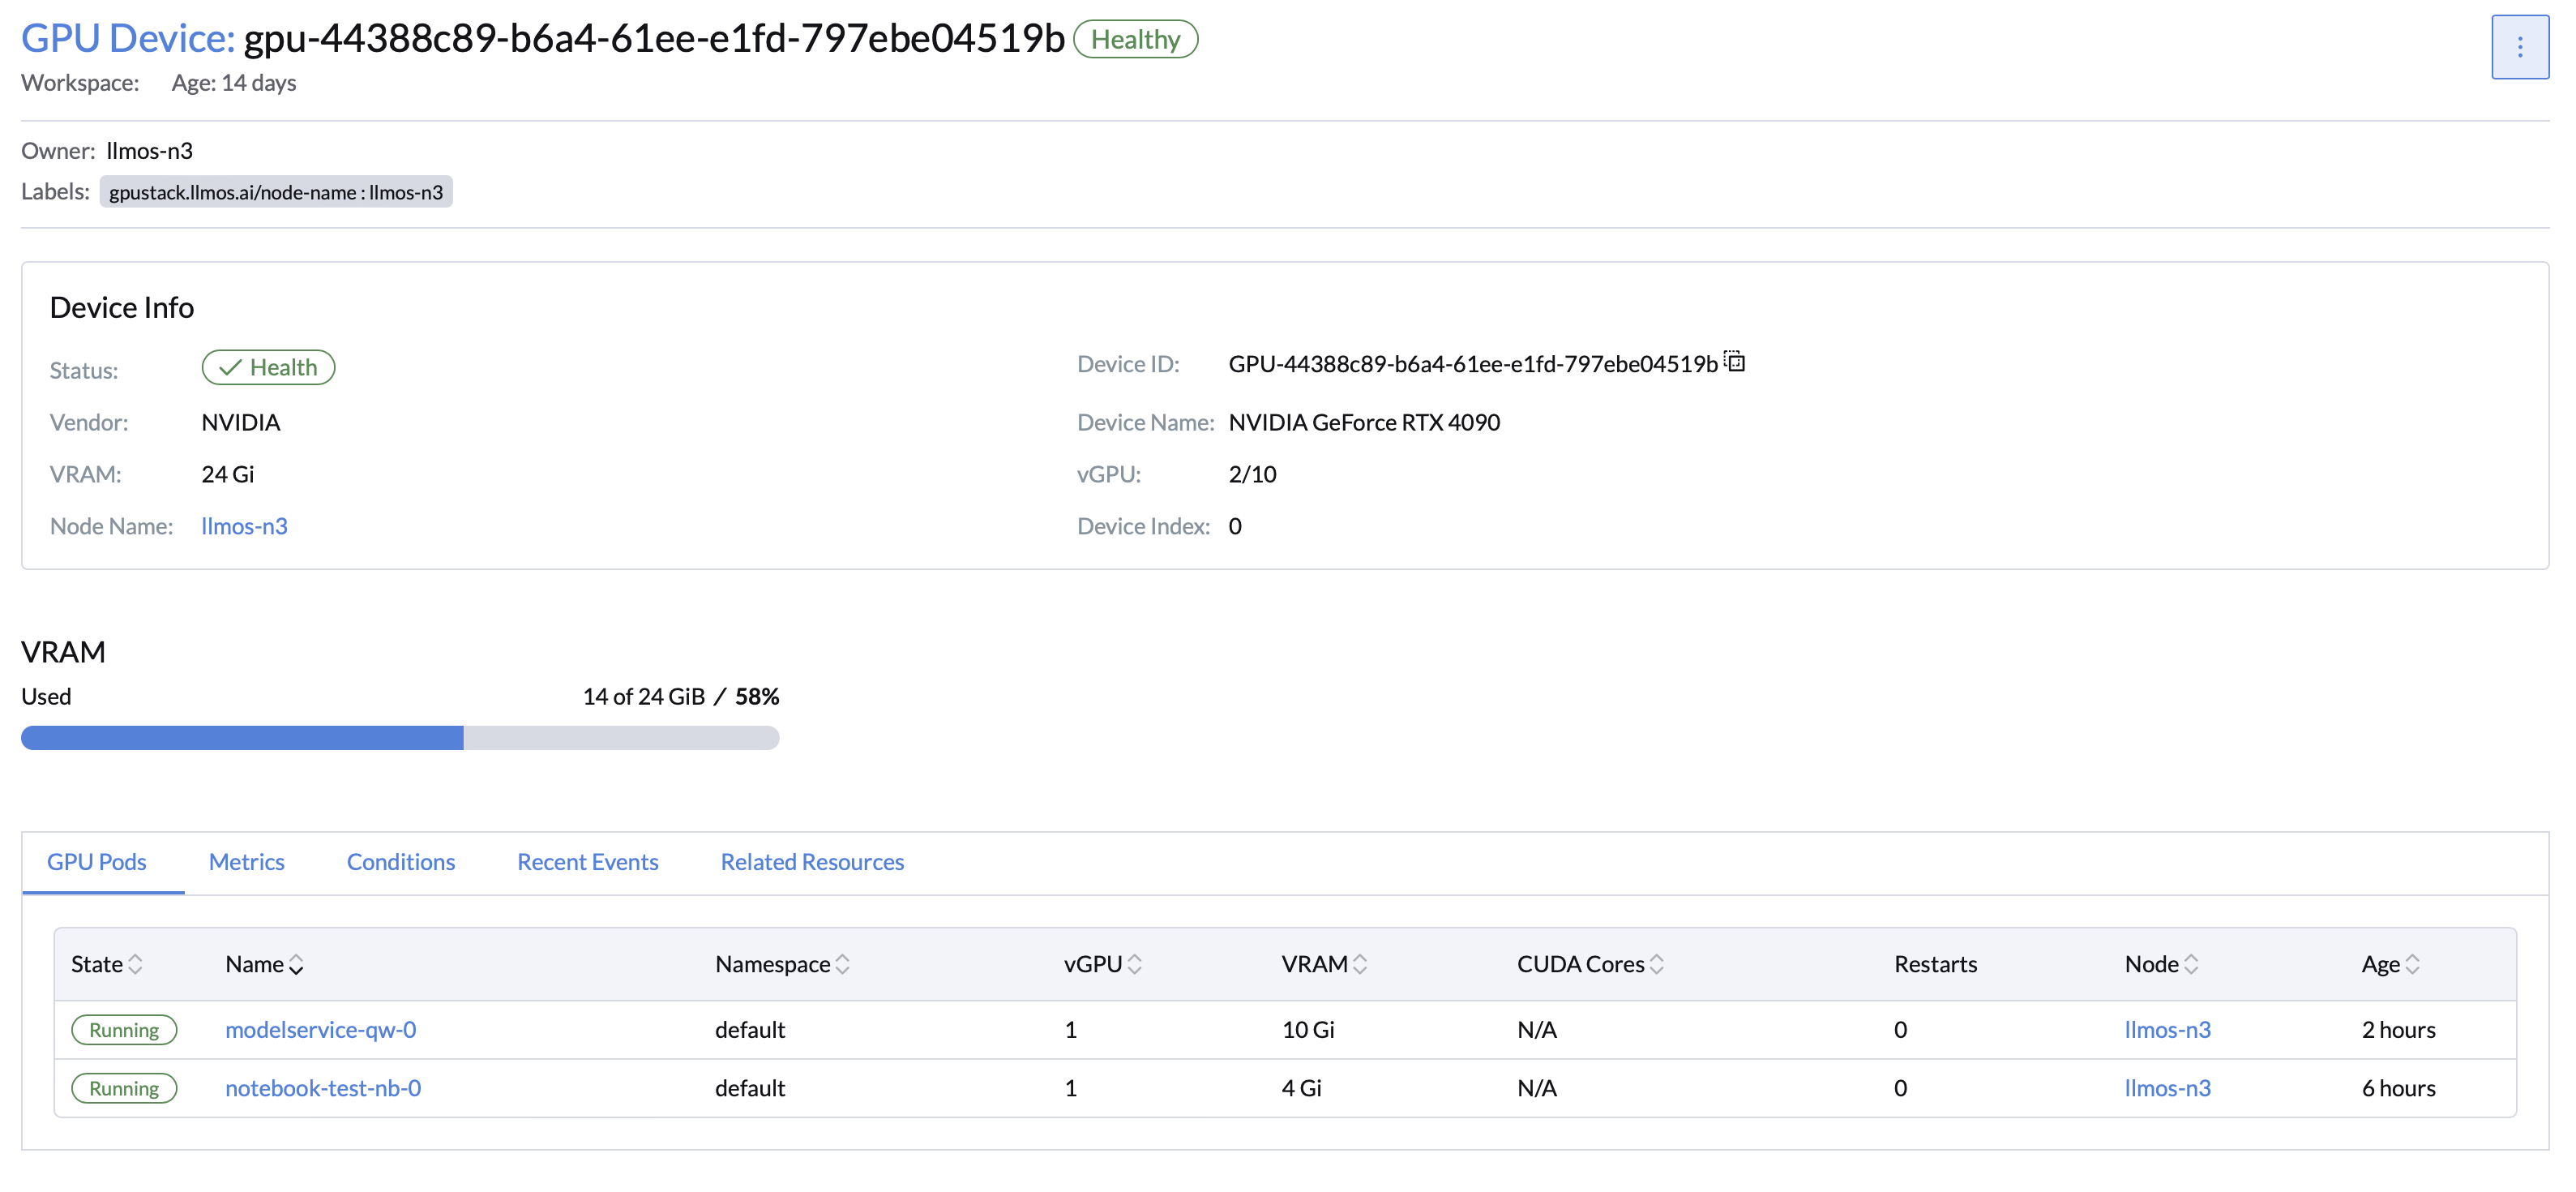 GPU Device: gpu-44388c89-b6a4-61ee-e1fd-797ebe04519b Healthy
Workspace: Age: 14 days
Owner: llmos-n3
Labels: gpustack.llmos.ai/node-name : llmos-n3
Device Info
Status: Health Device ID: GPU-44388c89-b6a4-61ee-e1fd-797ebe04519b
Vendor: NVIDIA Device Name: NVIDIA GeForce RTX 4090
VRAM: 24 Gi vGPU: 2/10
Node Name: llmos-n3 Device Index: 0
VRAM
Used 14 of 24 GiB / 58%
GPU Pods Metrics Conditions Recent Events Related Resources
State Name Namespace vGPU VRAM CUDA Cores Restarts Node Age
Running modelservice-qw-0 default 1 10 Gi N/A 0 llmos-n3 2 hours
Running notebook-test-nb-0 default 1 4 Gi N/A 0 llmos-n3 6 hours